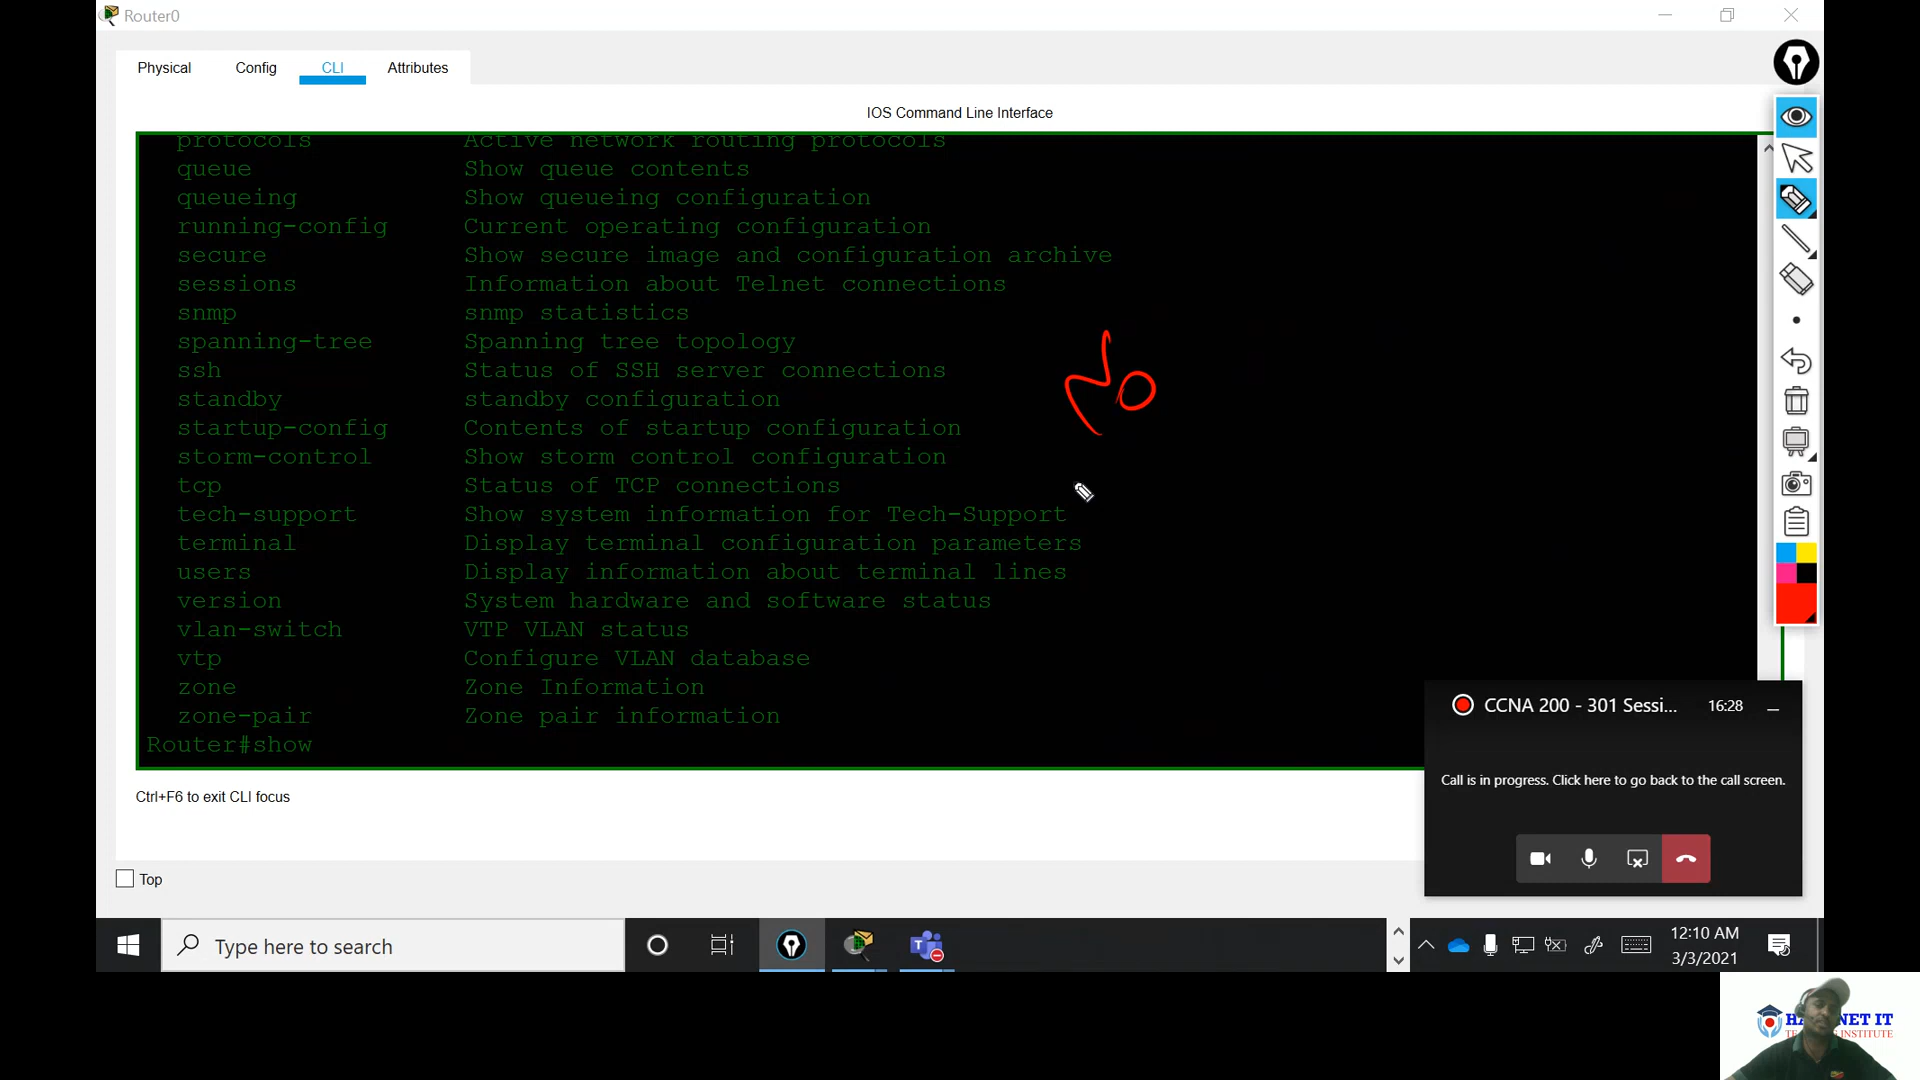 Router0
Physical
Config
CLI
Attributes
IOS Command Line Interface
protocols Active network routing protocols
queue Show queue contents
queueing Show queueing configuration
running-config Current operating configuration
secure Show secure image and configuration archive
sessions Information about Telnet connections
snmp snmp statistics
spanning-tree Spanning tree topology
ssh Status of SSH server connections
standby standby configuration
startup-config Contents of startup configuration
storm-control Show storm control configuration
tcp Status of TCP connections
tech-support Show system information for Tech-Support
terminal Display terminal configuration parameters
users Display information about terminal lines
version System hardware and software status
vlan-switch VTP VLAN status
vtp Configure VLAN database
zone Zone Information
zone-pair Zone pair information
Router#show
No
CCNA 200 - 301 Sessi... 16:28
Call is in progress. Click here to go back to the call screen.
Ctrl+F6 to exit CLI focus
Top
Type here to search
12:10 AM
3/3/2021
NET IT
INSTITUTE